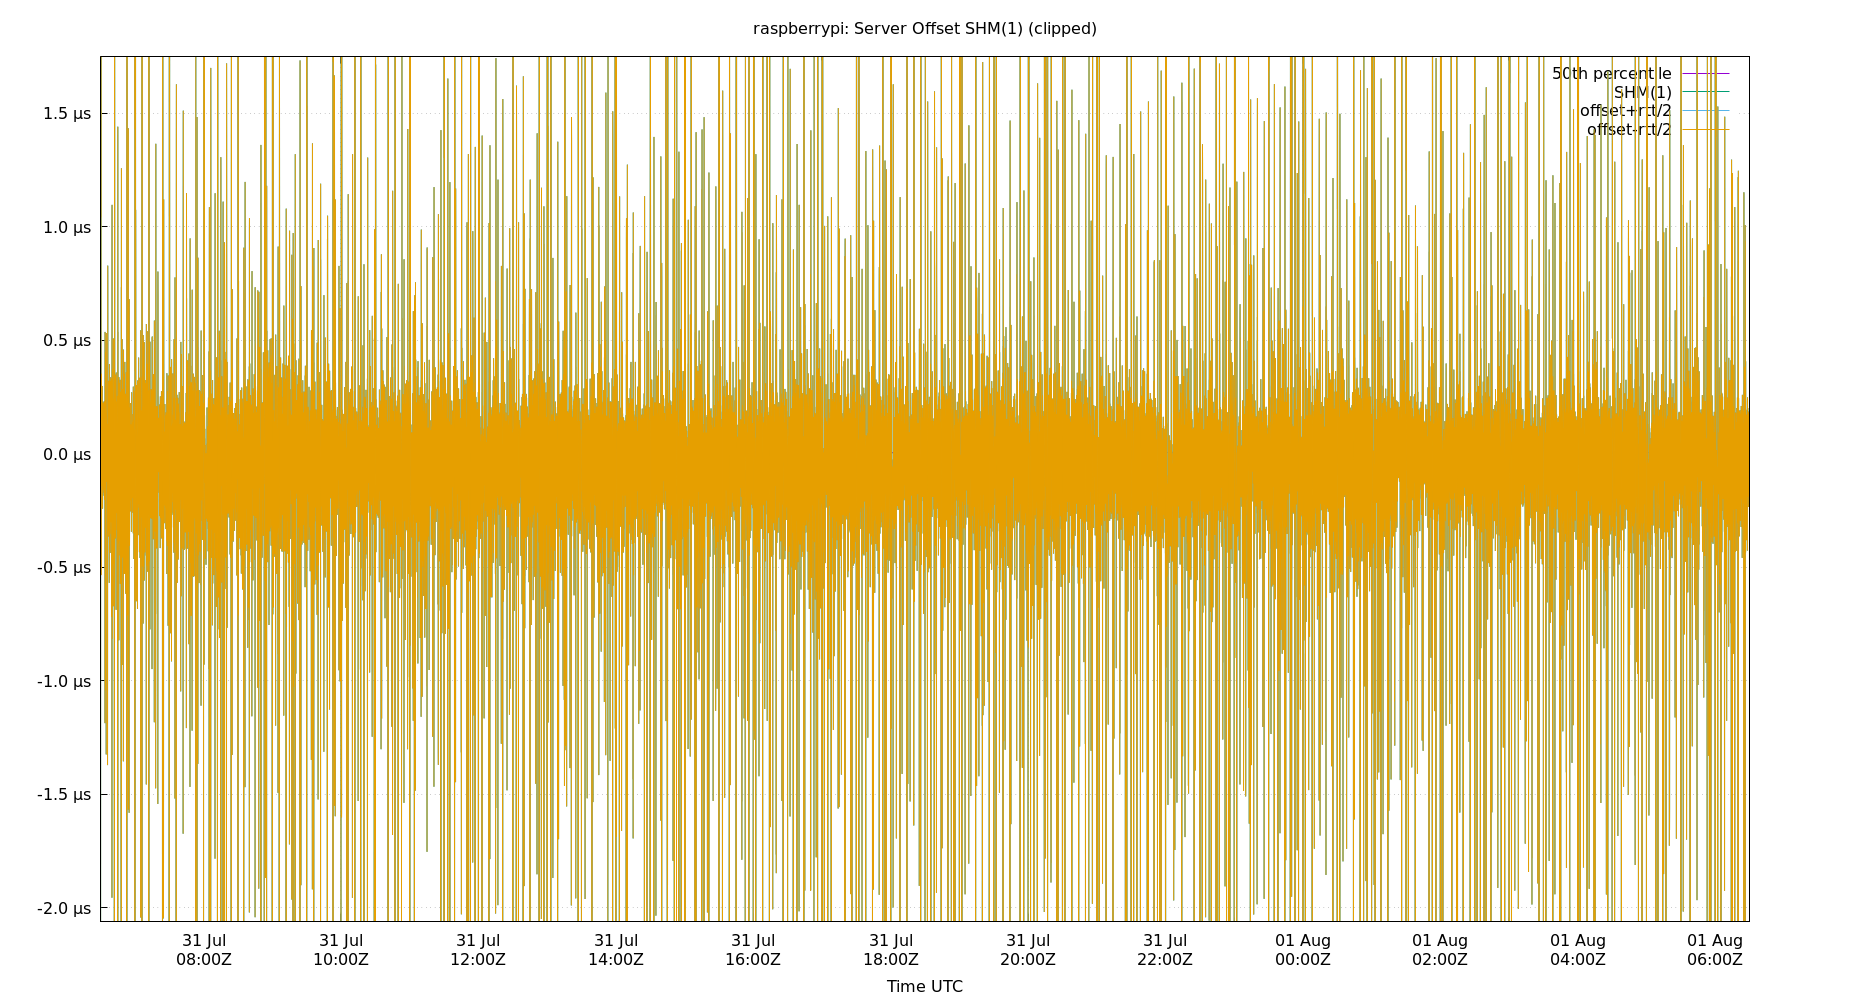 raspberrypi: Server Offset SHM(1) (clipped)
50th percentile
SHM(1)
offset+rtt/2
offset-rtt/2
1.5 µs
1.0 µs
0.5 µs
0.0 µs
-0.5 µs
-1.0 µs
-1.5 µs
-2.0 µs
31 Jul 31 Jul 31 Jul 31 Jul 31 Jul 31 Jul 31 Jul 31 Jul 01 Aug 01 Aug 01 Aug 01 Aug
08:00Z 10:00Z 12:00Z 14:00Z 16:00Z 18:00Z 20:00Z 22:00Z 00:00Z 02:00Z 04:00Z 06:00Z
Time UTC